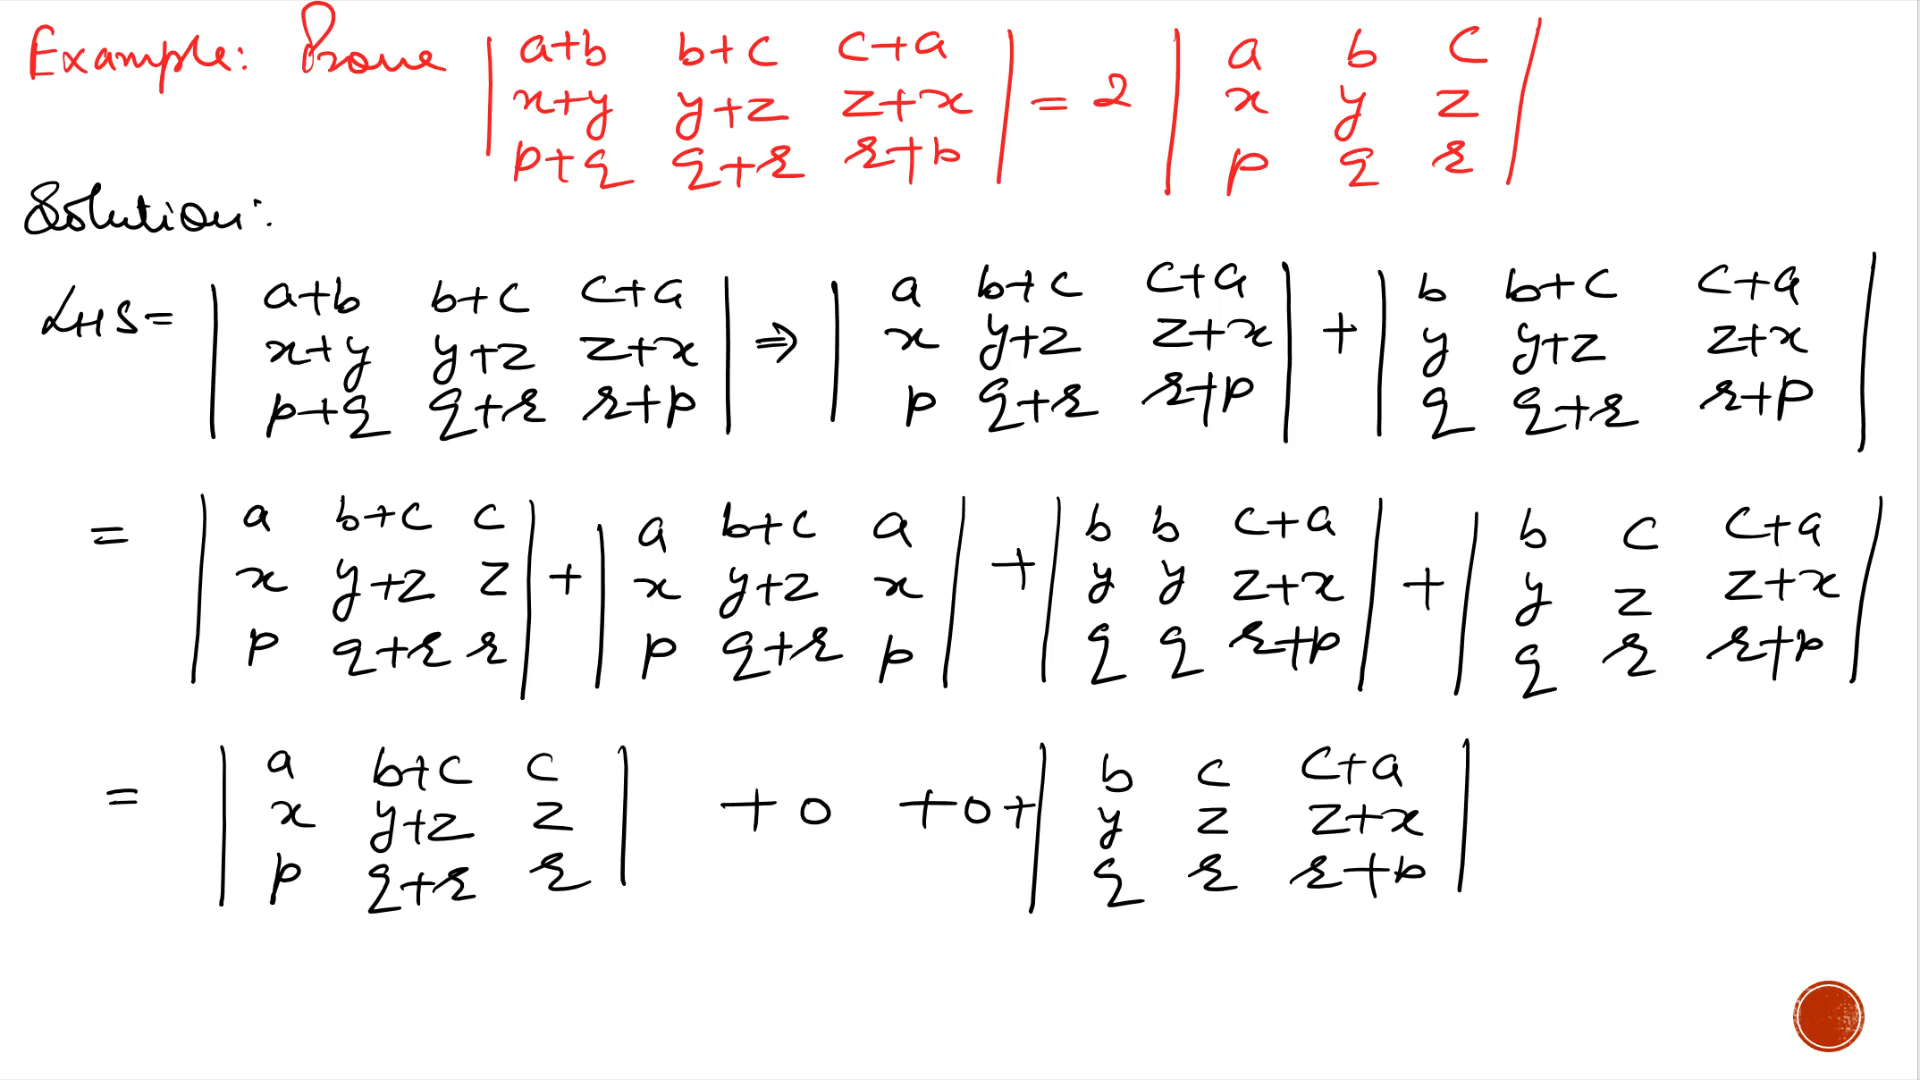 Example: Prove | a+b b+c c+a | = 2 | a b c |
| x+y y+z z+x | | x y z |
| p+q q+r r+p | | p q r |
Solution:
LHS = | a+b b+c c+a | ⇒ | a b+c c+a | + | b b+c c+a |
| x+y y+z z+x | | x y+z z+x | | y y+z z+x |
| p+q q+r r+p | | p q+r r+p | | q q+r r+p |
= | a b+c c | + | a b+c a | + | b b c+a | + | b c c+a |
| x y+z z | | x y+z x | | y y z+x | | y z z+x |
| p q+r r | | p q+r p | | q q r+p | | q r r+p |
= | a b+c c | + 0 + 0 + | b c c+a |
| x y+z z | | y z z+x |
| p q+r r | | q r r+p |